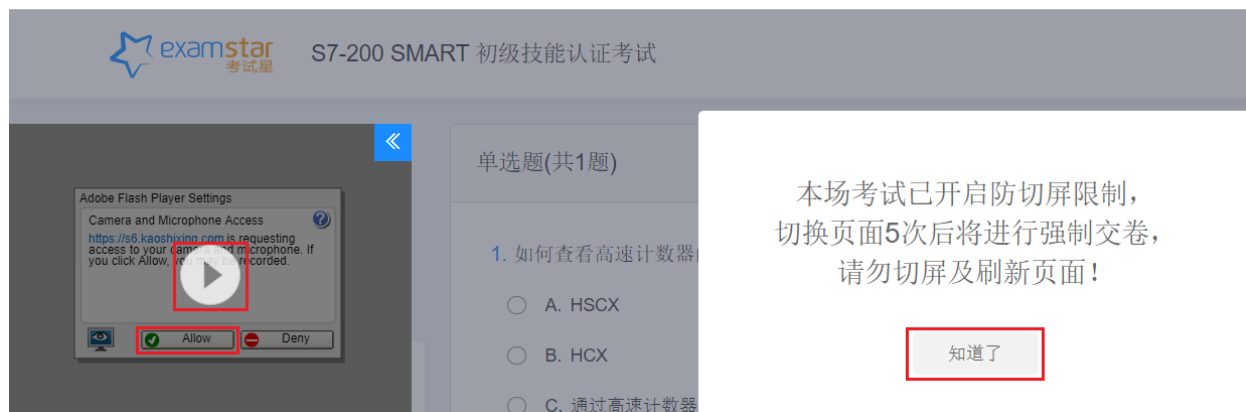 examstar
考试星
S7-200 SMART 初级技能认证考试
Adobe Flash Player Settings
Camera and Microphone Access
https://s6.kaoshixing.com is requesting
access to your camera and microphone. If
you click Allow, you may be recorded.
Allow
Deny
单选题(共1题)
1. 如何查看高速计数器
A. HSCX
B. HCX
C. 通过高速计数器
本场考试已开启防切屏限制，
切换页面5次后将进行强制交卷，
请勿切屏及刷新页面！
知道了